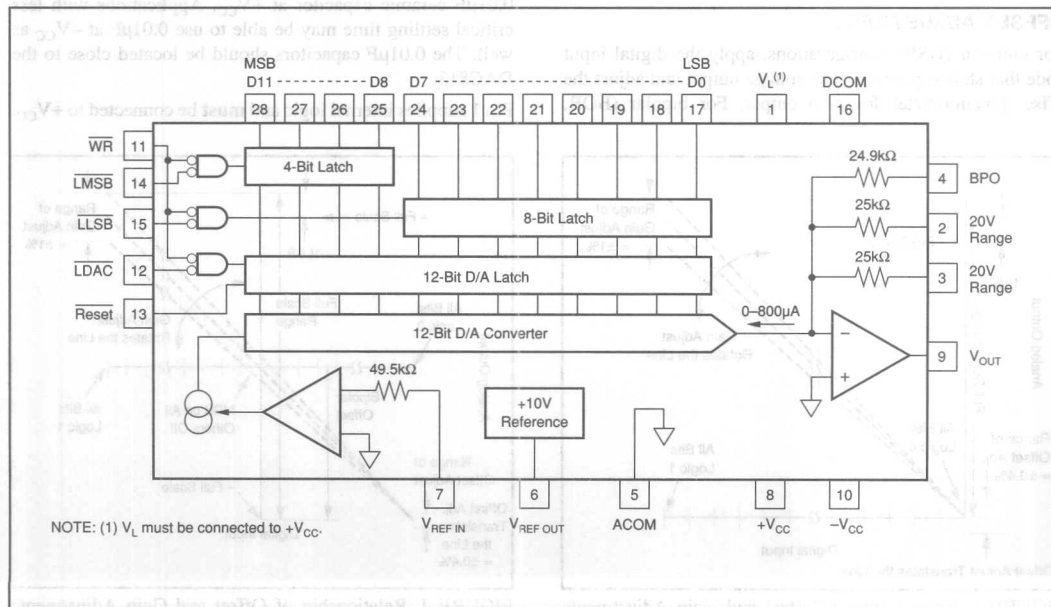 MSB
D11 D8 D7 LSB D0 V_L(1) DCOM
28 27 26 25 24 23 22 21 20 19 18 17 1 16
WR 11
LMSB 14
LLSB 15
LDAC 12
Reset 13
4-Bit Latch
8-Bit Latch
12-Bit D/A Latch
12-Bit D/A Converter
0–800µA
24.9kΩ 4 BPO
25kΩ 2 20V Range
25kΩ 3 20V Range
– + 9 V_OUT
49.5kΩ
+10V Reference
7 6 5 8 10
V_REF IN V_REF OUT ACOM +V_CC –V_CC
NOTE: (1) V_L must be connected to +V_CC.